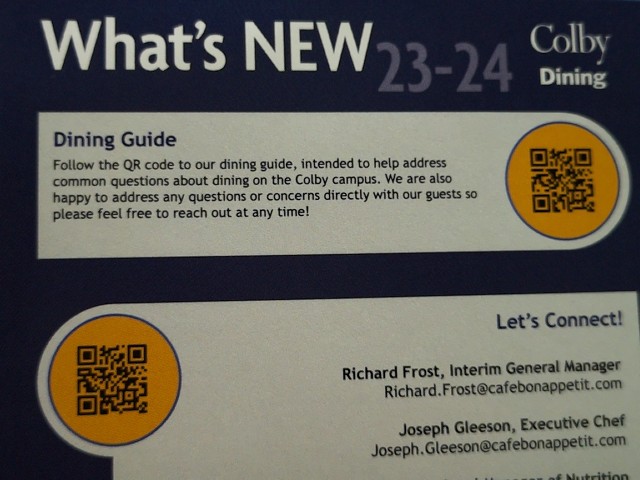 What's NEW 23-24
Colby
Dining
Dining Guide
Follow the QR code to our dining guide, intended to help address
common questions about dining on the Colby campus. We are also
happy to address any questions or concerns directly with our guests so
please feel free to reach out at any time!
Let's Connect!
Richard Frost, Interim General Manager
Richard.Frost@cafebonappetit.com
Joseph Gleeson, Executive Chef
Joseph.Gleeson@cafebonappetit.com
Manager of Nutrition